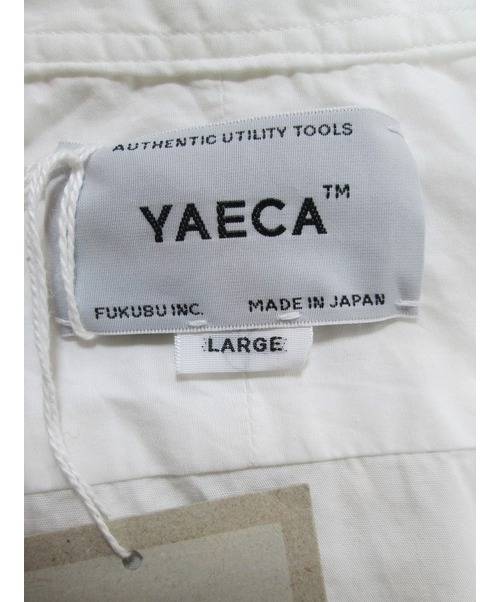 AUTHENTIC UTILITY TOOLS
YAECA™
FUKUBU INC. MADE IN JAPAN
LARGE